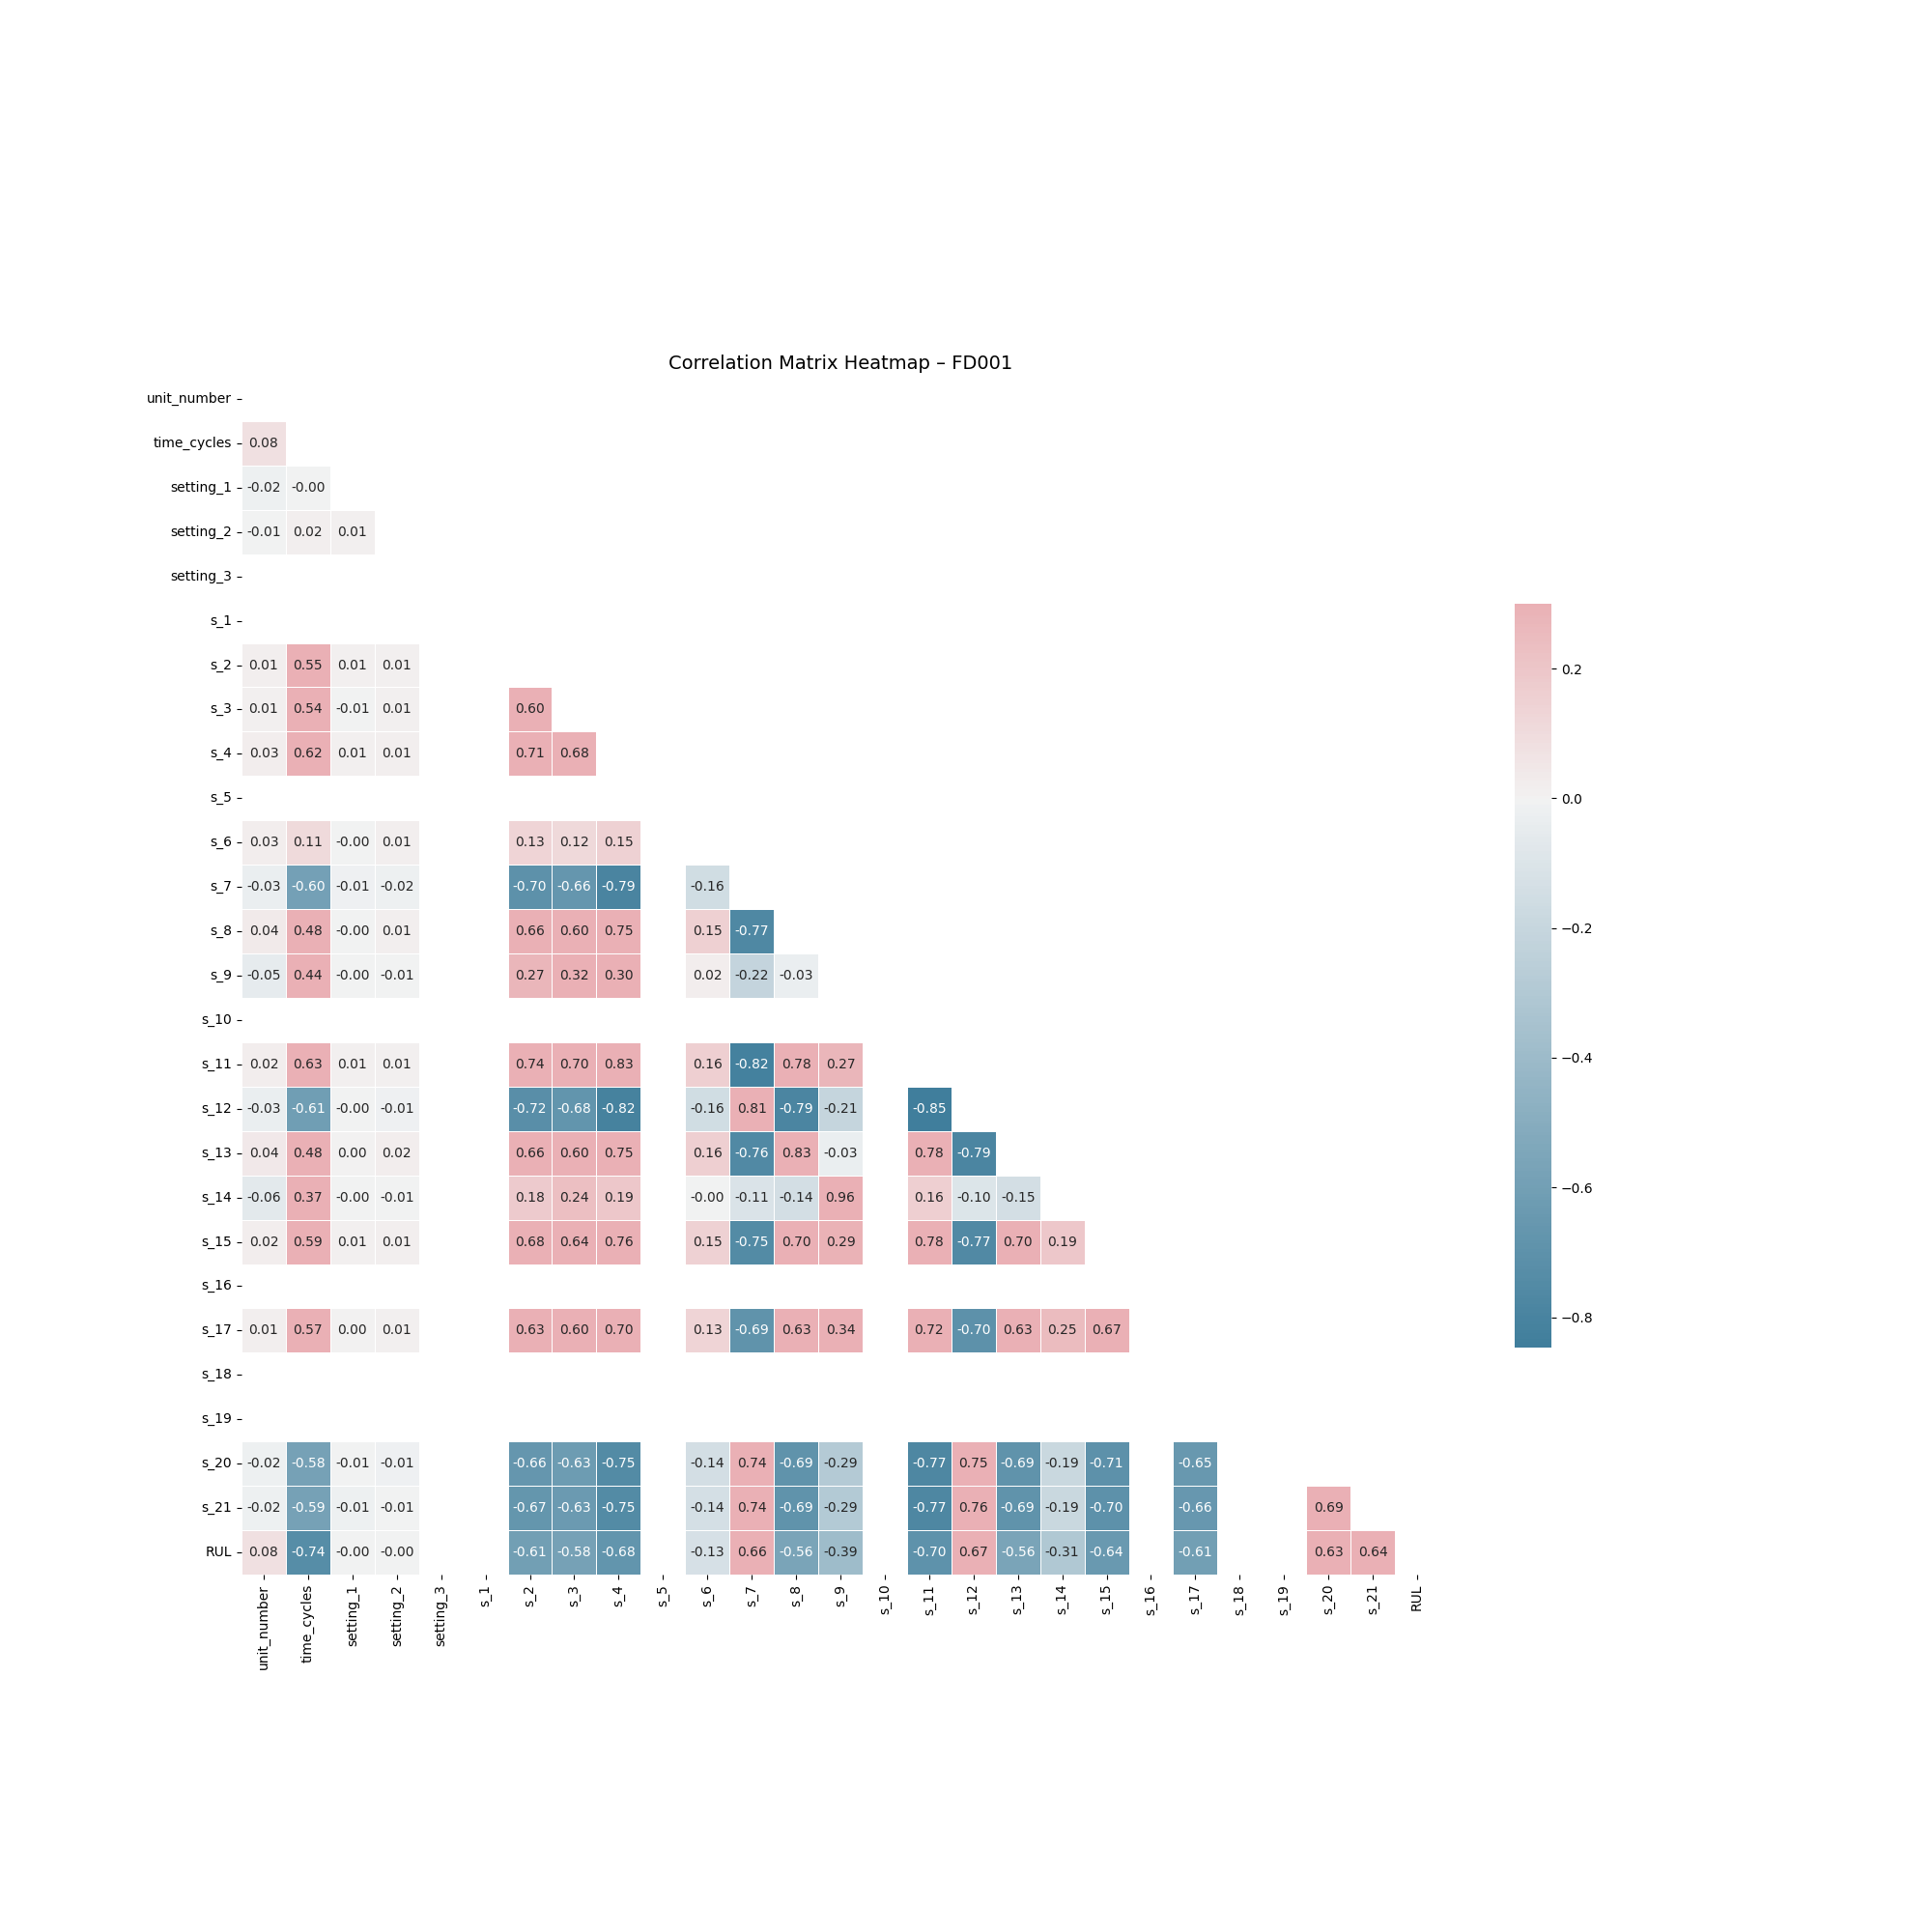 Correlation Matrix Heatmap – FD001
unit_number
time_cycles 0.08
setting_1 -0.02 -0.00
setting_2 -0.01 0.02 0.01
setting_3
s_1
s_2 0.01 0.55 0.01 0.01
s_3 0.01 0.54 -0.01 0.01 0.60
s_4 0.03 0.62 0.01 0.01 0.71 0.68
s_5
s_6 0.03 0.11 -0.00 0.01 0.13 0.12 0.15
s_7 -0.03 -0.60 -0.01 -0.02 -0.70 -0.66 -0.79 -0.16
s_8 0.04 0.48 -0.00 0.01 0.66 0.60 0.75 0.15 -0.77
s_9 -0.05 0.44 -0.00 -0.01 0.27 0.32 0.30 0.02 -0.22 -0.03
s_10
s_11 0.02 0.63 0.01 0.01 0.74 0.70 0.83 0.16 -0.82 0.78 0.27
s_12 -0.03 -0.61 -0.00 -0.01 -0.72 -0.68 -0.82 -0.16 0.81 -0.79 -0.21 -0.85
s_13 0.04 0.48 0.00 0.02 0.66 0.60 0.75 0.16 -0.76 0.83 -0.03 0.78 -0.79
s_14 -0.06 0.37 -0.00 -0.01 0.18 0.24 0.19 -0.00 -0.11 -0.14 0.96 0.16 -0.10 -0.15
s_15 0.02 0.59 0.01 0.01 0.68 0.64 0.76 0.15 -0.75 0.70 0.29 0.78 -0.77 0.70 0.19
s_16
s_17 0.01 0.57 0.00 0.01 0.63 0.60 0.70 0.13 -0.69 0.63 0.34 0.72 -0.70 0.63 0.25 0.67
s_18
s_19
s_20 -0.02 -0.58 -0.01 -0.01 -0.66 -0.63 -0.75 -0.14 0.74 -0.69 -0.29 -0.77 0.75 -0.69 -0.19 -0.71 -0.65
s_21 -0.02 -0.59 -0.01 -0.01 -0.67 -0.63 -0.75 -0.14 0.74 -0.69 -0.29 -0.77 0.76 -0.69 -0.19 -0.70 -0.66 0.69
RUL 0.08 -0.74 -0.00 -0.00 -0.61 -0.58 -0.68 -0.13 0.66 -0.56 -0.39 -0.70 0.67 -0.56 -0.31 -0.64 -0.61 0.63 0.64
unit_number time_cycles setting_1 setting_2 setting_3 s_1 s_2 s_3 s_4 s_5 s_6 s_7 s_8 s_9 s_10 s_11 s_12 s_13 s_14 s_15 s_16 s_17 s_18 s_19 s_20 s_21 RUL
0.2
0.0
−0.2
−0.4
−0.6
−0.8